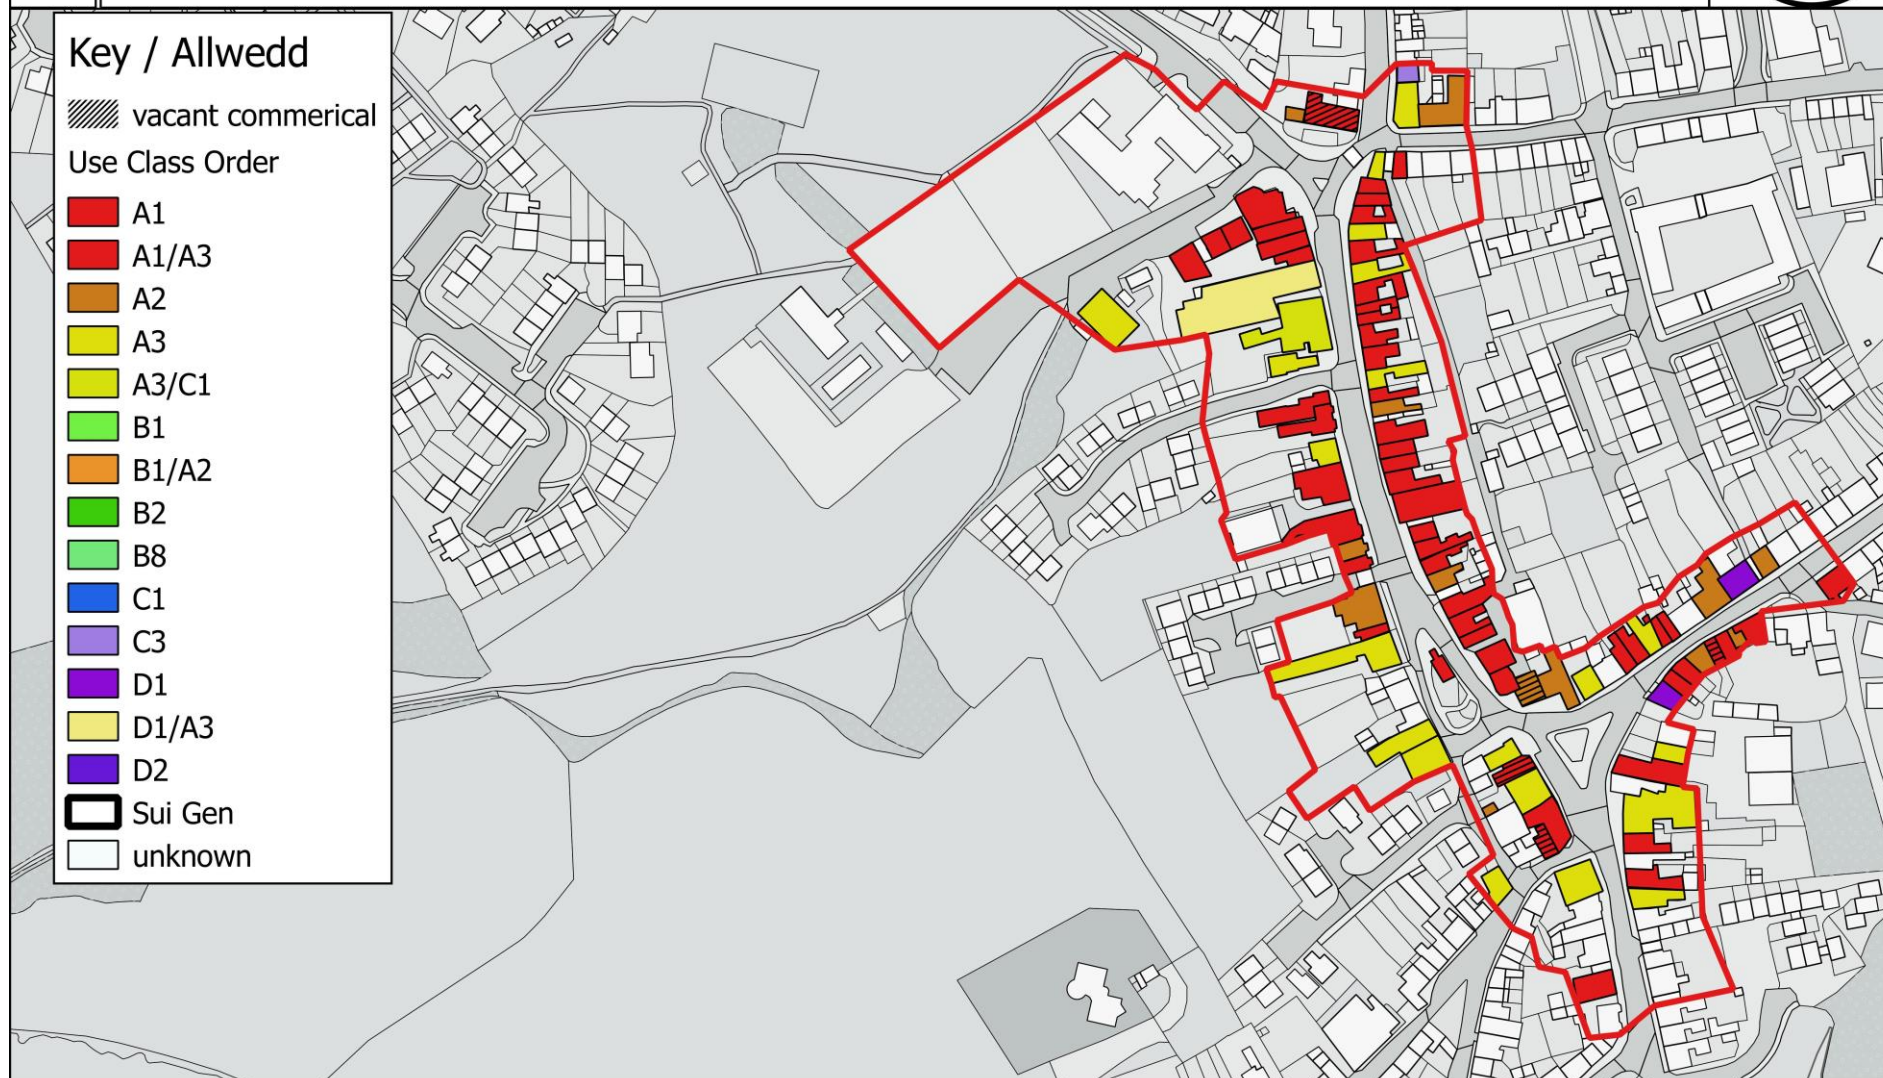 Key / Allwedd
vacant commerical
Use Class Order
A1
A1/A3
A2
A3
A3/C1
B1
B1/A2
B2
B8
C1
C3
D1
D1/A3
D2
Sui Gen
unknown